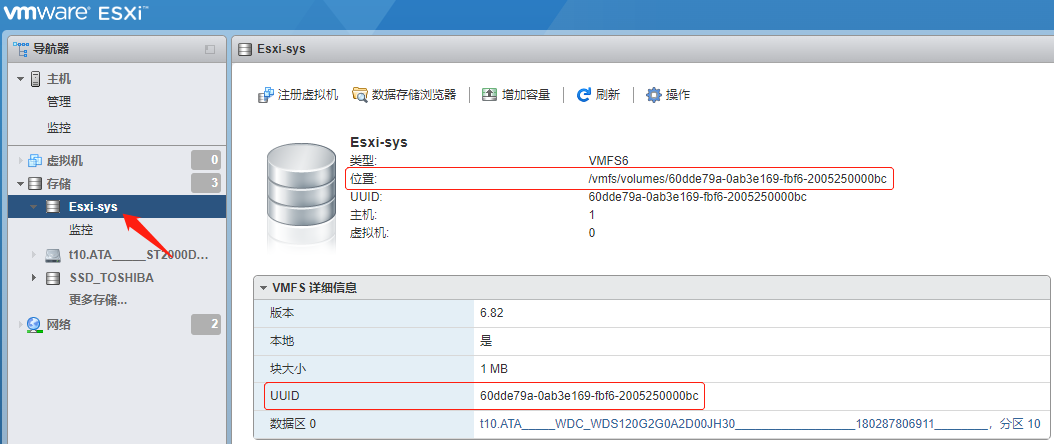 vmware ESXi™
导航器
主机
管理
监控
虚拟机 0
存储 3
Esxi-sys
监控
t10.ATA_____ST2000D...
SSD_TOSHIBA
更多存储...
网络 2
Esxi-sys
注册虚拟机 数据存储浏览器 增加容量 刷新 操作
Esxi-sys
类型: VMFS6
位置: /vmfs/volumes/60dde79a-0ab3e169-fbf6-2005250000bc
UUID: 60dde79a-0ab3e169-fbf6-2005250000bc
主机: 1
虚拟机: 0
VMFS 详细信息
版本 6.82
本地 是
块大小 1 MB
UUID 60dde79a-0ab3e169-fbf6-2005250000bc
数据区 0 t10.ATA_____WDC_WDS120G2G0A2D00JH30__________________180287806911________，分区 10